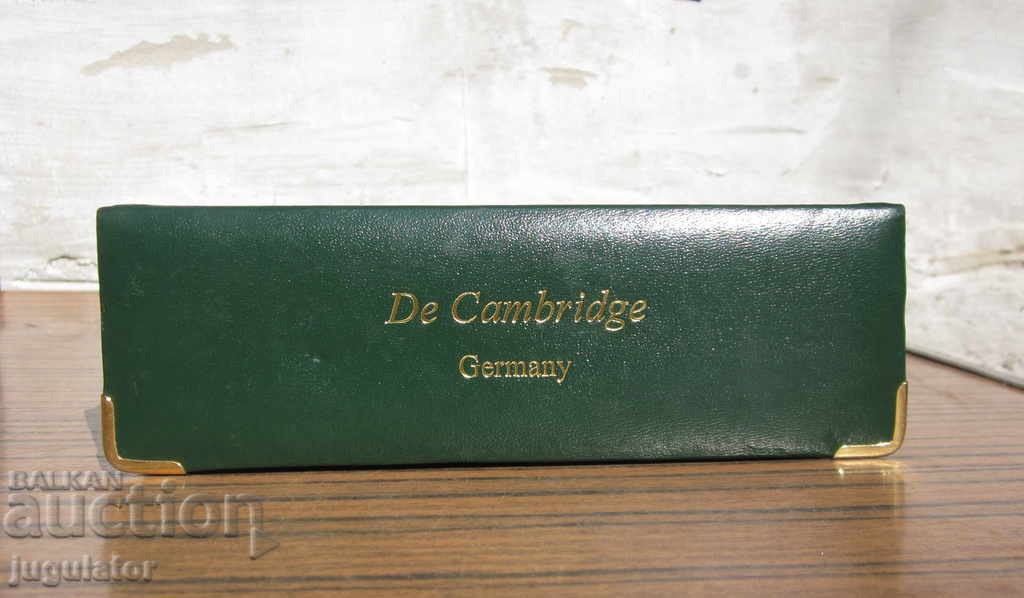 De Cambridge
Germany
BALKAN
auction
jugulator